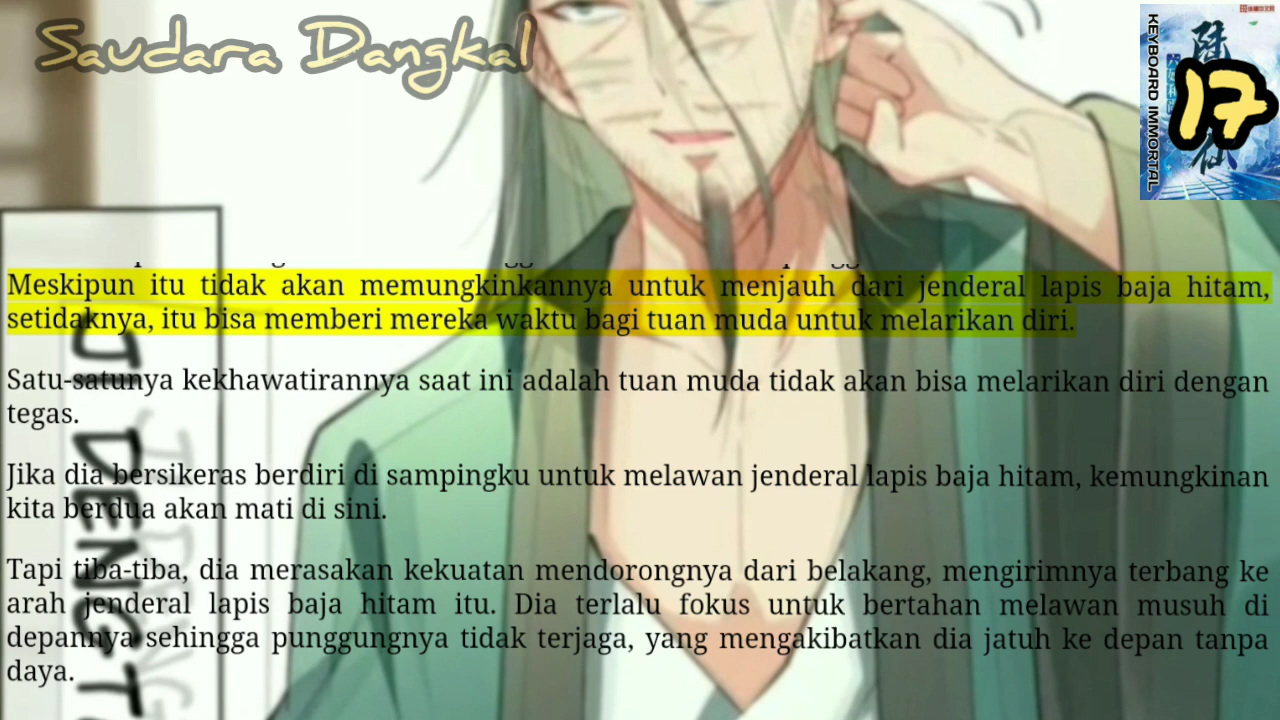 Saudara Dangkal
KEYBOARD IMMORTAL
17
Meskipun itu tidak akan memungkinkannya untuk menjauh dari jenderal lapis baja hitam,
setidaknya, itu bisa memberi mereka waktu bagi tuan muda untuk melarikan diri.
Satu-satunya kekhawatirannya saat ini adalah tuan muda tidak akan bisa melarikan diri dengan
tegas.
Jika dia bersikeras berdiri di sampingku untuk melawan jenderal lapis baja hitam, kemungkinan
kita berdua akan mati di sini.
Tapi tiba-tiba, dia merasakan kekuatan mendorongnya dari belakang, mengirimnya terbang ke
arah jenderal lapis baja hitam itu. Dia terlalu fokus untuk bertahan melawan musuh di
depannya sehingga punggungnya tidak terjaga, yang mengakibatkan dia jatuh ke depan tanpa
daya.